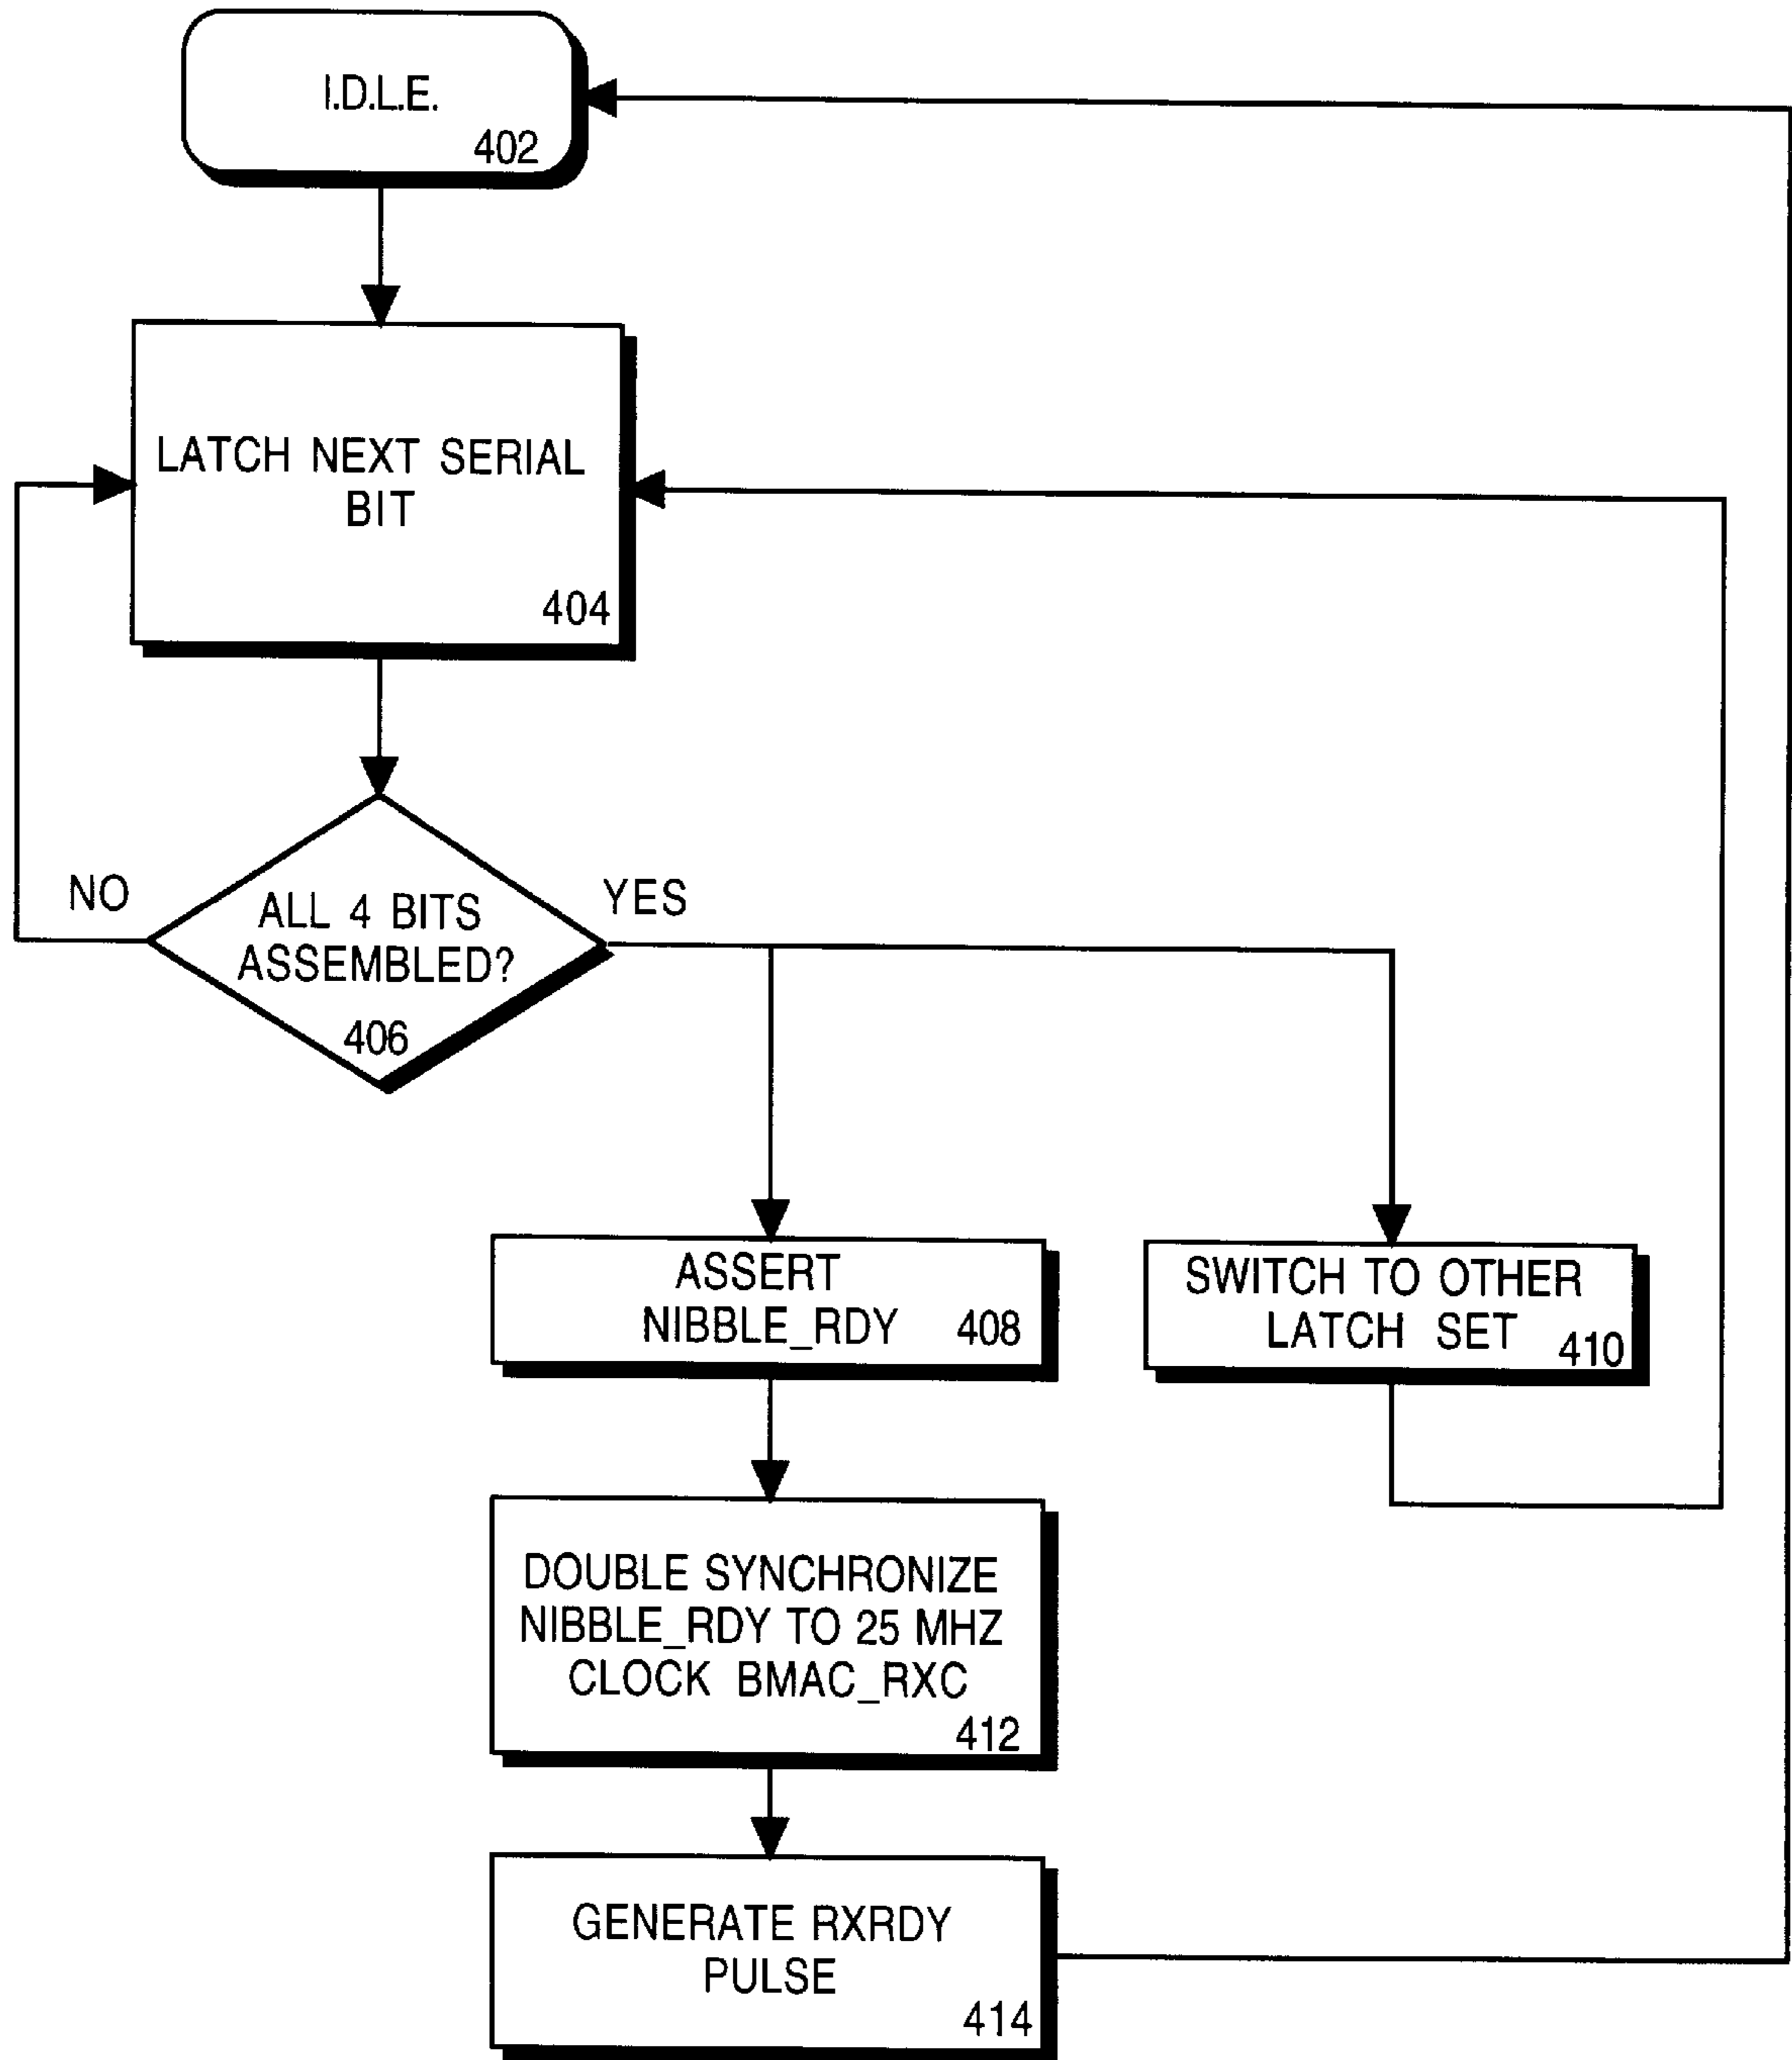 I.D.L.E.
402
LATCH NEXT SERIAL
BIT
404
NO
YES
ALL 4 BITS
ASSEMBLED?
406
ASSERT
NIBBLE_RDY 408
SWITCH TO OTHER
LATCH SET
410
DOUBLE SYNCHRONIZE
NIBBLE_RDY TO 25 MHZ
CLOCK BMAC_RXC
412
GENERATE RXRDY
PULSE
414